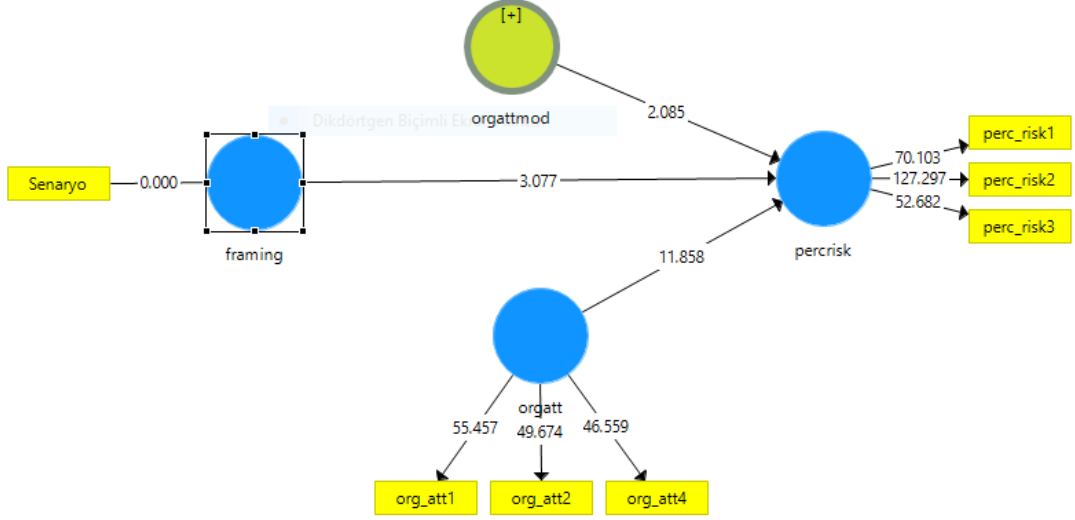 [+]
orgattmod
Dikdörtgen Biçimli Ek
2.085
Senaryo
0.000
framing
3.077
percrisk
70.103
127.297
52.682
perc_risk1
perc_risk2
perc_risk3
11.858
orgatt
55.457
49.674
46.559
org_att1
org_att2
org_att4